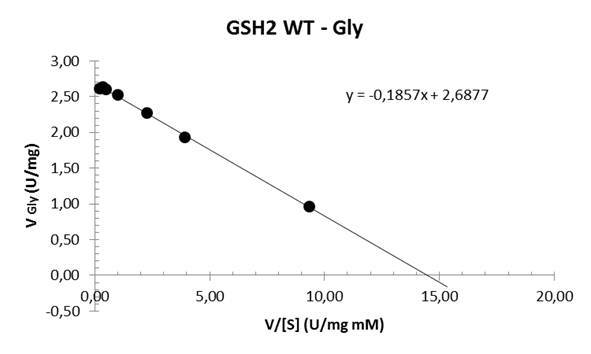 GSH2 WT - Gly
3,00
2,50
2,00
1,50
1,00
0,50
0,00
-0,50
V Gly (U/mg)
y = -0,1857x + 2,6877
0,00 5,00 10,00 15,00 20,00
V/[S] (U/mg mM)